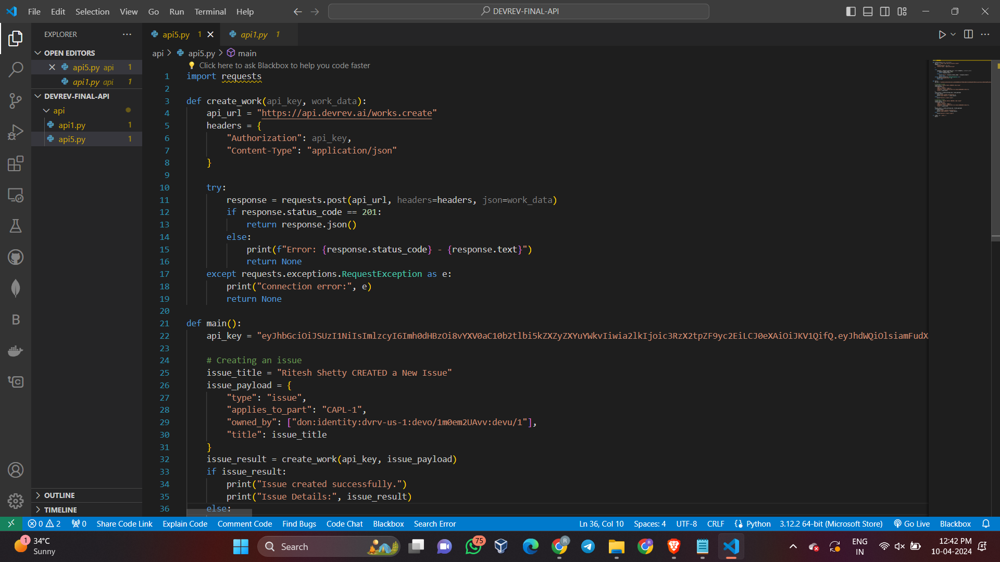 File Edit Selection View Go Run Terminal Help
DEVREV-FINAL-API
EXPLORER
OPEN EDITORS
api5.py api 1
api1.py api 1
DEVREV-FINAL-API
api
api1.py 1
api5.py 1
OUTLINE
TIMELINE
api5.py 1
api1.py 1
api > api5.py > main
Click here to ask Blackbox to help you code faster
1 import requests
2
3 def create_work(api_key, work_data):
4 api_url = "https://api.devrev.ai/works.create"
5 headers = {
6 "Authorization": api_key,
7 "Content-Type": "application/json"
8 }
9
10 try:
11 response = requests.post(api_url, headers=headers, json=work_data)
12 if response.status_code == 201:
13 return response.json()
14 else:
15 print(f"Error: {response.status_code} - {response.text}")
16 return None
17 except requests.exceptions.RequestException as e:
18 print("Connection error:", e)
19 return None
20
21 def main():
22 api_key = "eyJhbGciOiJSUzI1NiIsImlzcyI6Imh0dHBzOi8vYXV0aC10b2tlbi5kZXZyZXYuYWkvIiwia2lkIjoic3RzX2tpZF9yc2EiLCJ0eXAiOiJKV1QifQ.eyJhdWQiOlsiamFudX
23
24 # Creating an issue
25 issue_title = "Ritesh Shetty CREATED a New Issue"
26 issue_payload = {
27 "type": "issue",
28 "applies_to_part": "CAPL-1",
29 "owned_by": ["don:identity:dvrv-us-1:devo/1m0em2UAvv:devu/1"],
30 "title": issue_title
31 }
32 issue_result = create_work(api_key, issue_payload)
33 if issue_result:
34 print("Issue created successfully.")
35 print("Issue Details:", issue_result)
36 else:
0 2 0 Share Code Link Explain Code Comment Code Find Bugs Code Chat Blackbox Search Error
Ln 36, Col 10 Spaces: 4 UTF-8 CRLF Python 3.12.2 64-bit (Microsoft Store) Go Live Blackbox
1
34°C
Sunny
Search
75
ENG
IN
12:42 PM
10-04-2024